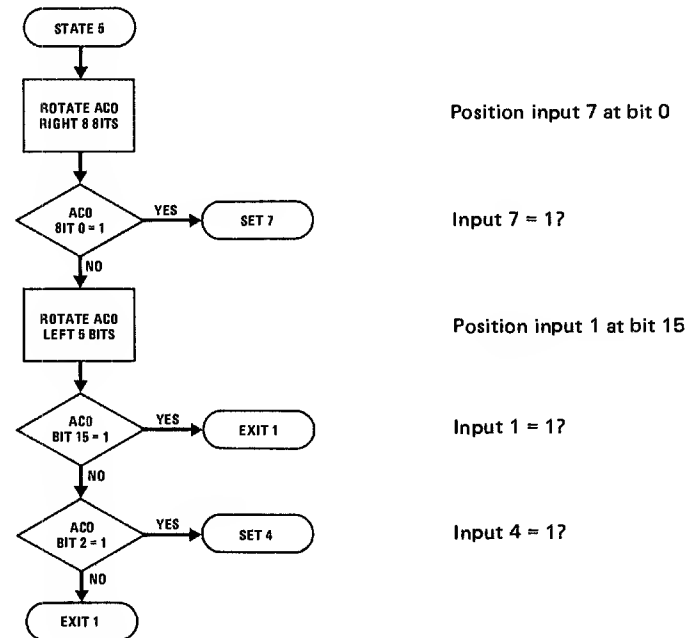 STATE 5
ROTATE AC0
RIGHT 8 BITS
Position input 7 at bit 0
AC0
BIT 0 = 1
YES
SET 7
Input 7 = 1?
NO
ROTATE AC0
LEFT 5 BITS
Position input 1 at bit 15
AC0
BIT 15 = 1
YES
EXIT 1
Input 1 = 1?
NO
AC0
BIT 2 = 1
YES
SET 4
Input 4 = 1?
NO
EXIT 1